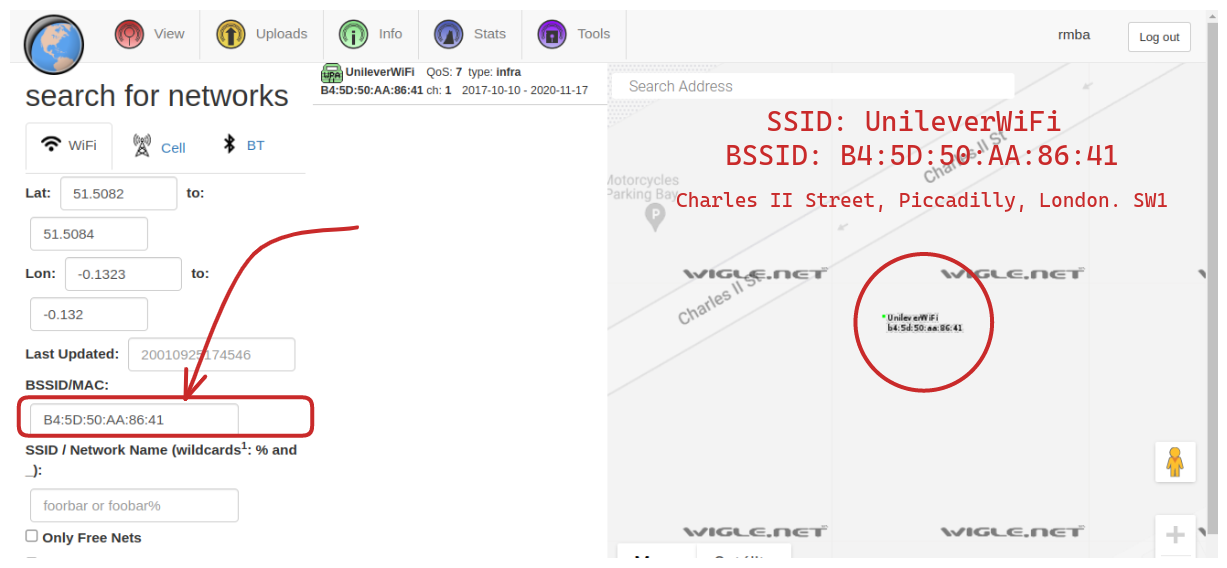 View Uploads Info Stats Tools rmba Log out
search for networks
WiFi Cell BT
Lat: 51.5082 to:
51.5084
Lon: -0.1323 to:
-0.132
Last Updated: 20010925174546
BSSID/MAC:
B4:5D:50:AA:86:41
SSID / Network Name (wildcards1: % and
_):
foorbar or foobar%
Only Free Nets
WPA UnileverWiFi QoS: 7 type: infra
B4:5D:50:AA:86:41 ch: 1 2017-10-10 - 2020-11-17
Search Address
SSID: UnileverWiFi
BSSID: B4:5D:50:AA:86:41
Charles II St
Motorcycles
Parking Bay
P
Charles II Street, Piccadilly, London. SW1
WIGLE.NET WIGLE.NET
Charles II St
UnileverWiFi
b4:5d:50:aa:86:41
WIGLE.NET WIGLE.NET